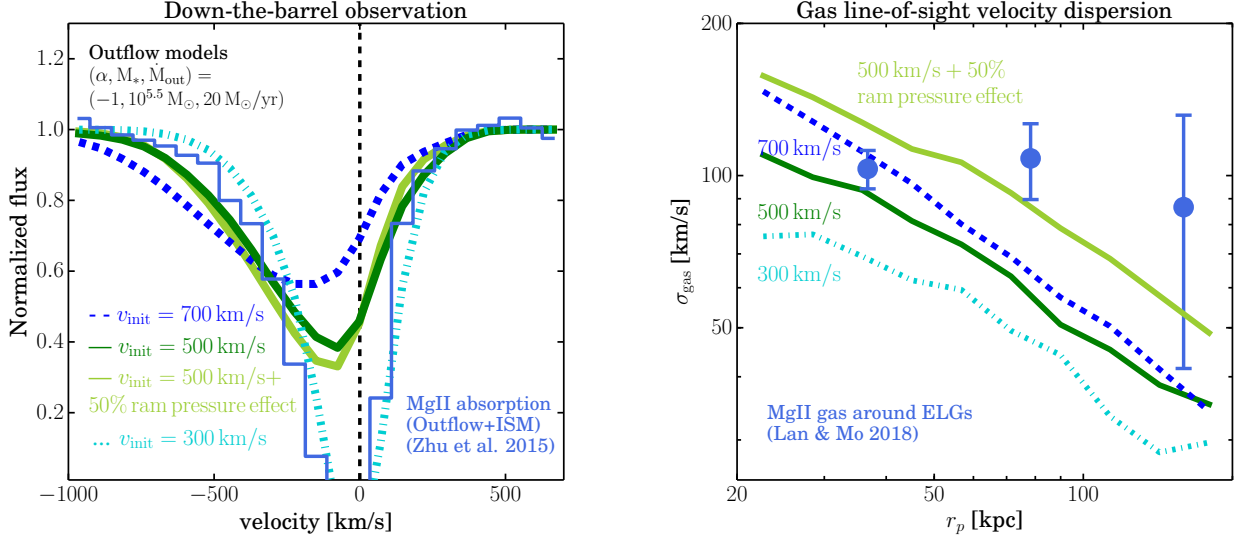 Down-the-barrel observation
Outflow models
(α, M_*, Ṁ_out) =
(−1, 10^5.5 M_⊙, 20 M_⊙/yr)
v_init = 700 km/s
v_init = 500 km/s
v_init = 500 km/s+
50% ram pressure effect
v_init = 300 km/s
MgII absorption
(Outflow+ISM)
(Zhu et al. 2015)
Normalized flux
1.2
1.0
0.8
0.6
0.4
0.2
−1000
−500
0
500
velocity [km/s]
Gas line-of-sight velocity dispersion
500 km/s + 50%
ram pressure effect
700 km/s
500 km/s
300 km/s
MgII gas around ELGs
(Lan & Mo 2018)
σ_gas [km/s]
200
100
50
20
50
100
r_p [kpc]